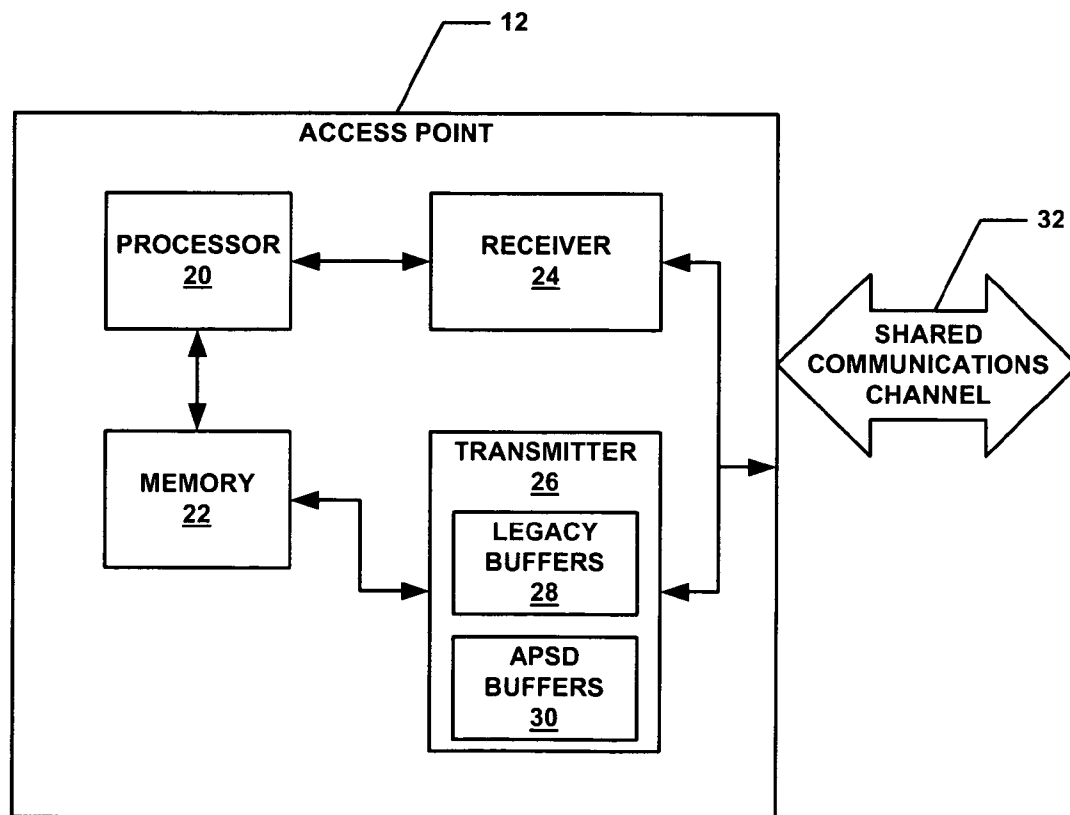 12
ACCESS POINT
PROCESSOR
20
RECEIVER
24
32
SHARED
COMMUNICATIONS
CHANNEL
MEMORY
22
TRANSMITTER
26
LEGACY
BUFFERS
28
APSD
BUFFERS
30